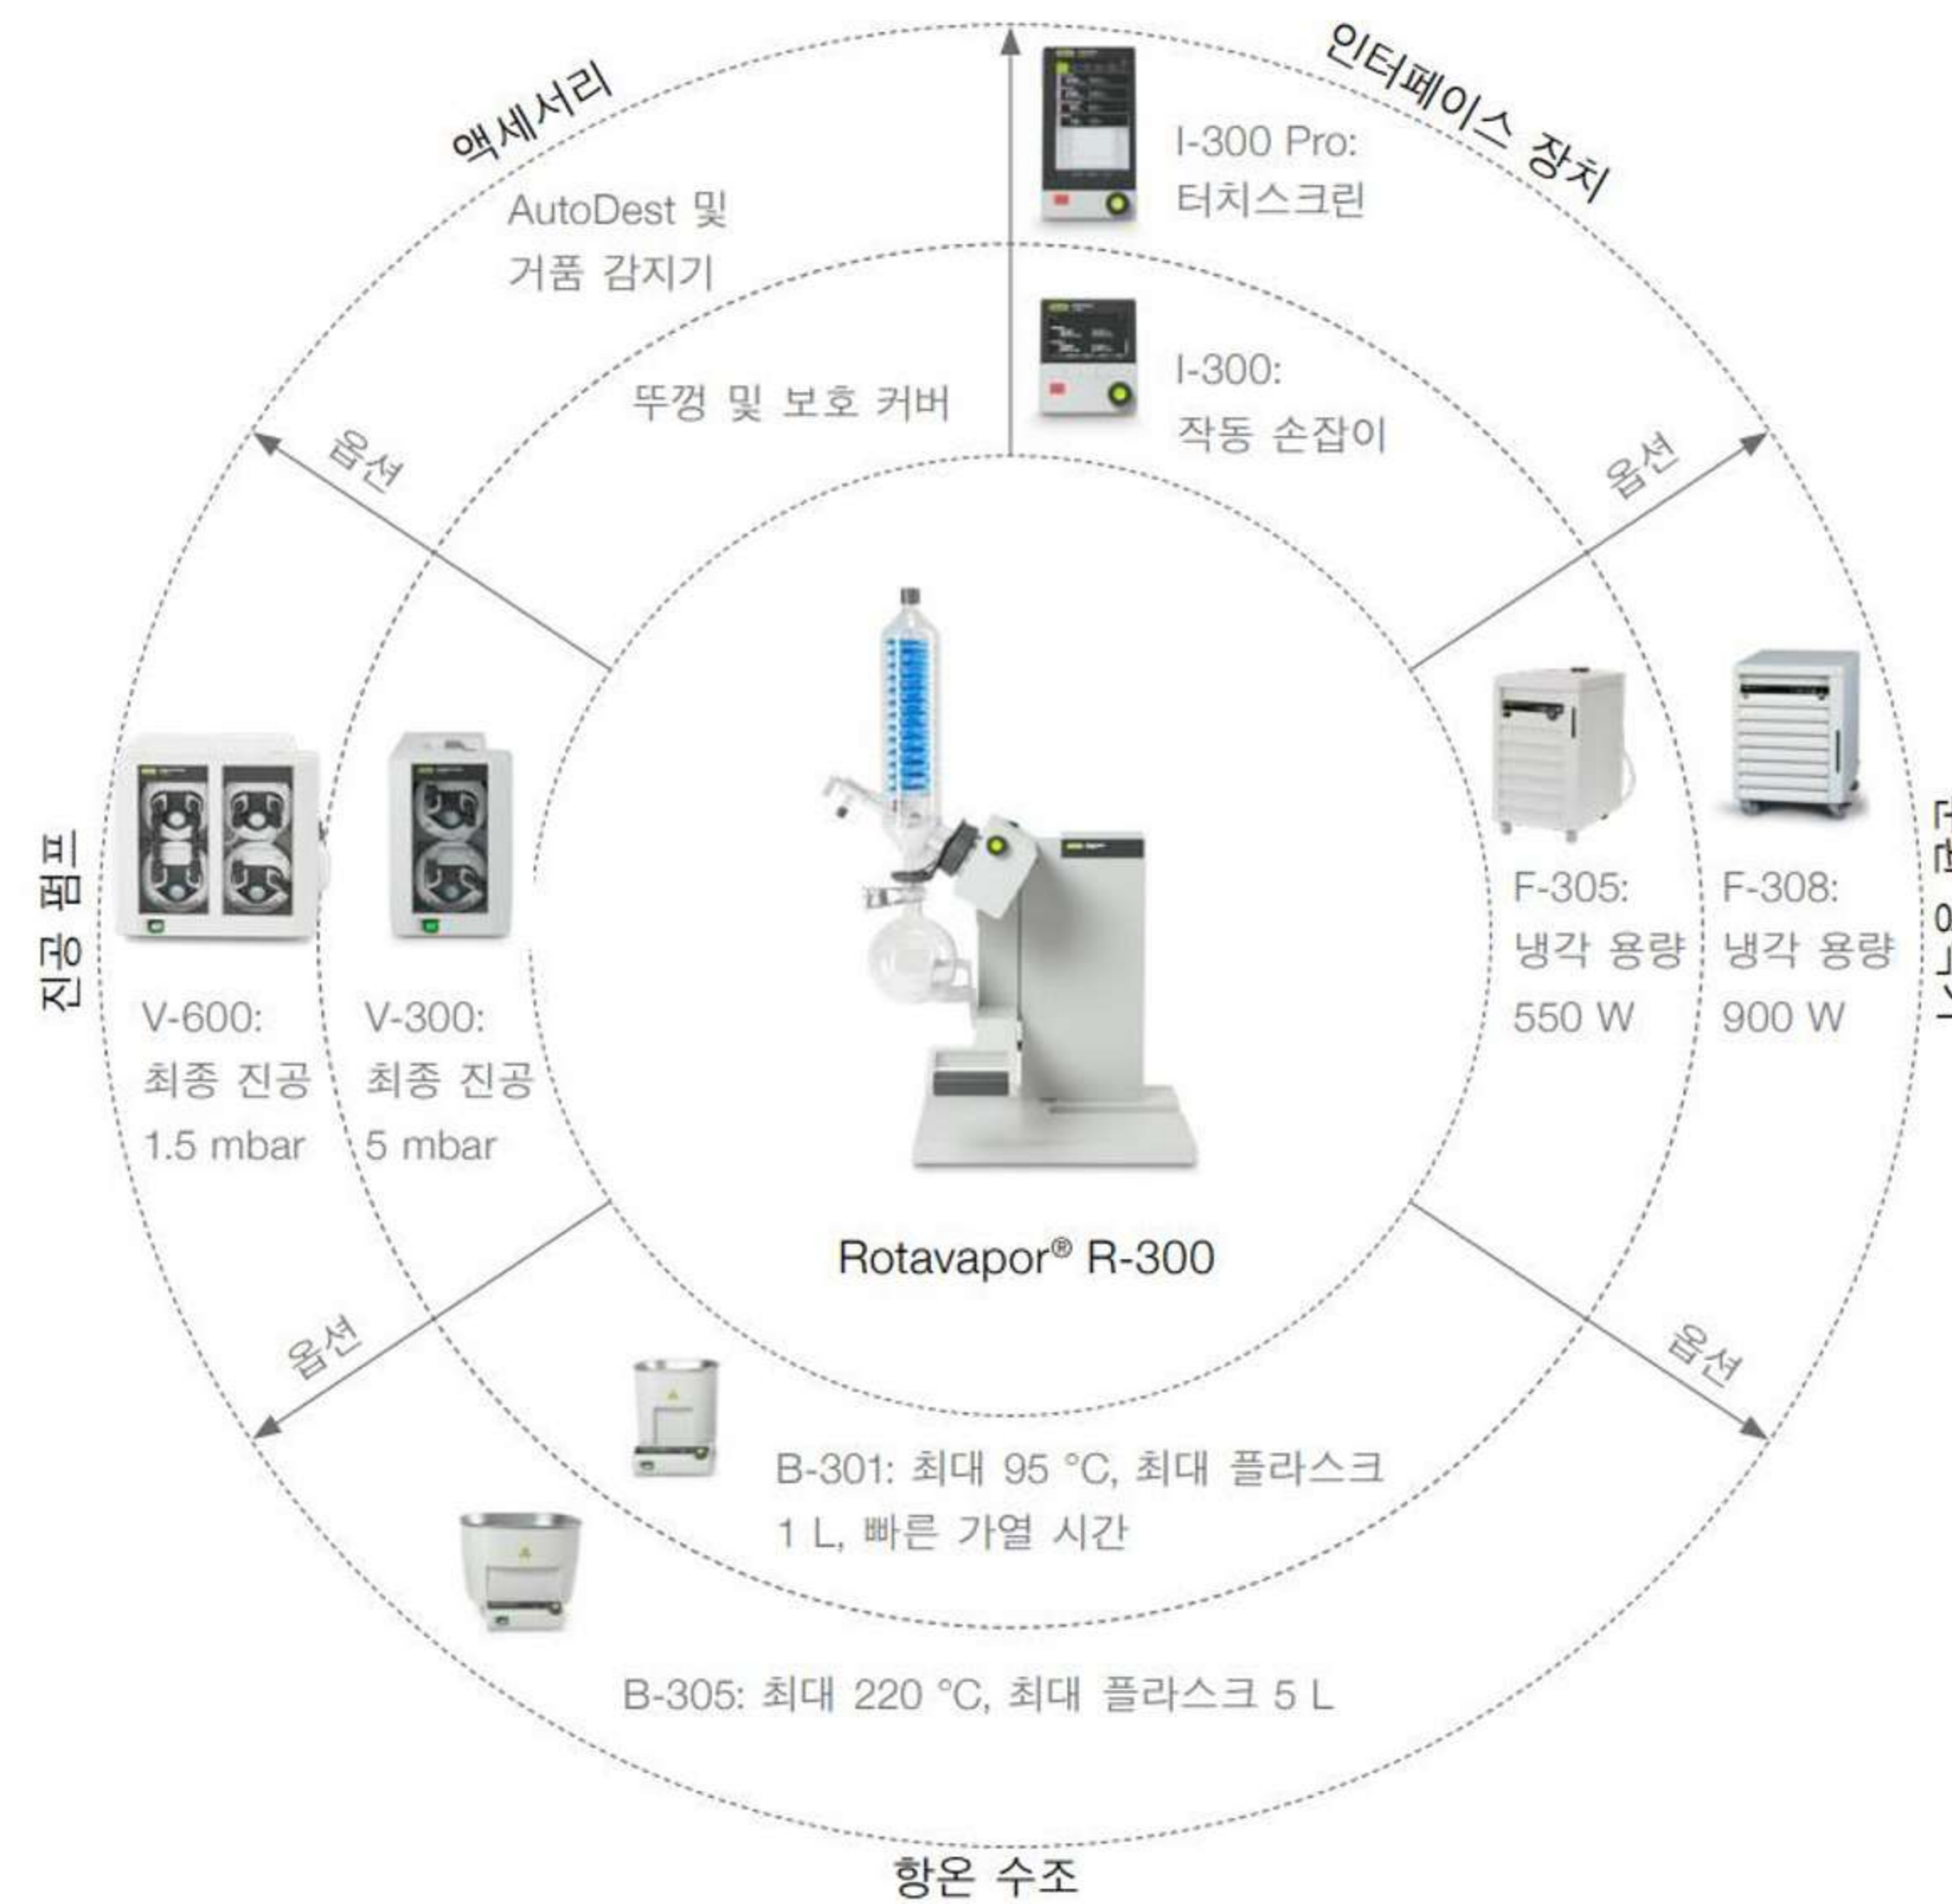 액세서리
인터페이스 장치
I-300 Pro:
터치스크린
AutoDest 및
거품 감지기
I-300:
작동 손잡이
뚜껑 및 보호 커버
옵션
옵션
진공 펌프
V-600:
최종 진공
1.5 mbar
V-300:
최종 진공
5 mbar
F-305:
냉각 용량
550 W
F-308:
냉각 용량
900 W
Rotavapor® R-300
옵션
옵션
B-301: 최대 95 °C, 최대 플라스크
1 L, 빠른 가열 시간
B-305: 최대 220 °C, 최대 플라스크 5 L
항온 수조